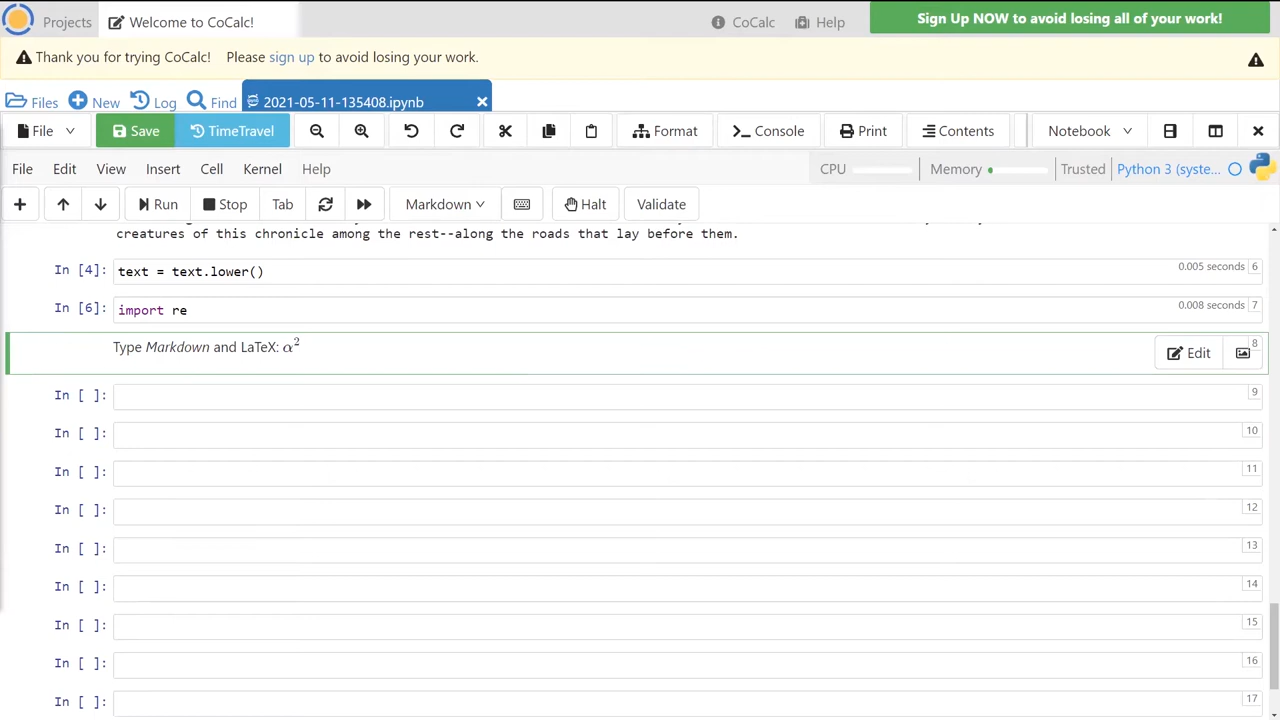 Projects Welcome to CoCalc! CoCalc Help Sign Up NOW to avoid losing all of your work!
Thank you for trying CoCalc! Please sign up to avoid losing your work.
Files New Log Find 2021-05-11-135408.ipynb
File Save TimeTravel Format Console Print Contents Notebook
File Edit View Insert Cell Kernel Help CPU Memory Trusted Python 3 (syste...
Run Stop Tab Markdown Halt Validate
creatures of this chronicle among the rest--along the roads that lay before them.
In [4]: text = text.lower() 0.005 seconds 6
In [6]: import re 0.008 seconds 7
Type Markdown and LaTeX: α² Edit 8
In [ ]: 9
In [ ]: 10
In [ ]: 11
In [ ]: 12
In [ ]: 13
In [ ]: 14
In [ ]: 15
In [ ]: 16
In [ ]: 17